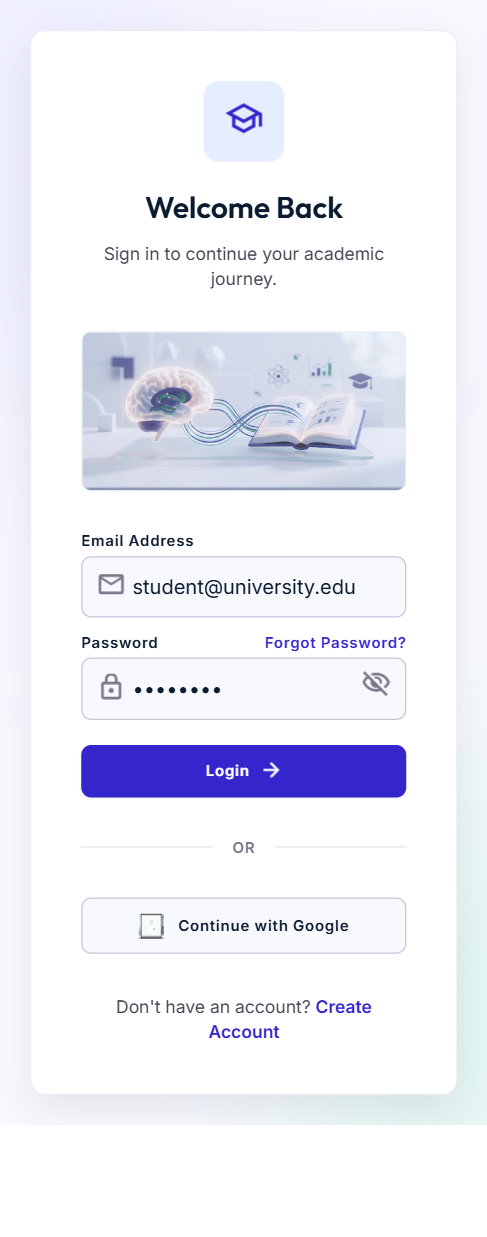 Welcome Back
Sign in to continue your academic
journey.
Email Address
student@university.edu
Password
Forgot Password?
••••••••
Login
OR
Continue with Google
Don't have an account? Create
Account